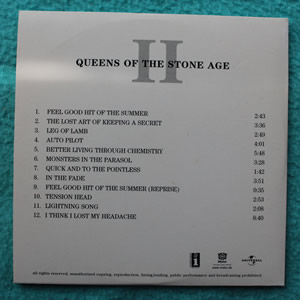 II
QUEENS OF THE STONE AGE
1. FEEL GOOD HIT OF THE SUMMER 2:43
2. THE LOST ART OF KEEPING A SECRET 3:36
3. LEG OF LAMB 2:49
4. AUTO PILOT 4:01
5. BETTER LIVING THROUGH CHEMISTRY 5:48
6. MONSTERS IN THE PARASOL 3:28
7. QUICK AND TO THE POINTLESS 1:42
8. IN THE FADE 3:51
9. FEEL GOOD HIT OF THE SUMMER (REPRISE) 0:35
10. TENSION HEAD 2:53
11. LIGHTNING SONG 2:08
12. I THINK I LOST MY HEADACHE 8:40
UNIVERSAL
all rights reserved. unauthorised copying, reproduction, hiring, lending, public performance and broadcasting prohibited